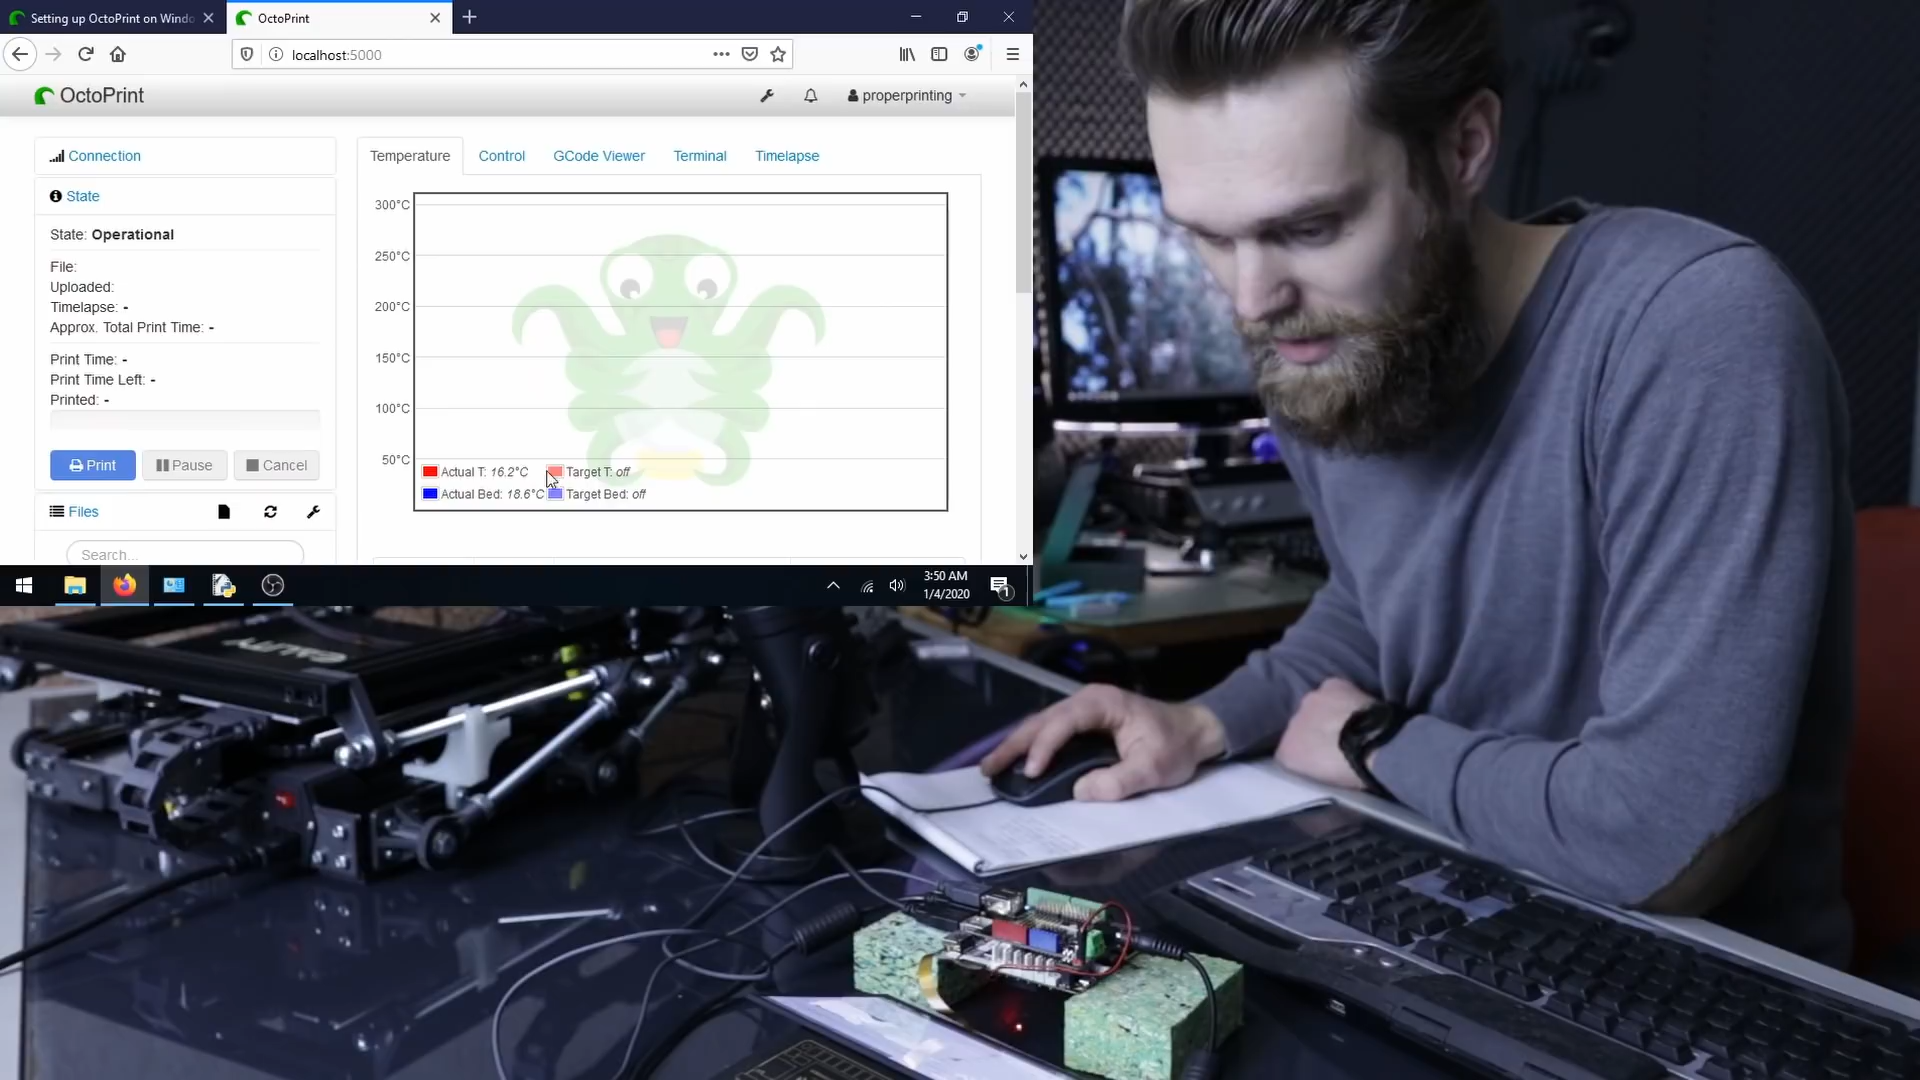 Setting up OctoPrint on Windo
OctoPrint
localhost:5000
OctoPrint
properprinting
Connection
State
State: Operational
File:
Uploaded:
Timelapse: -
Approx. Total Print Time: -
Print Time: -
Print Time Left: -
Printed: -
Print
Pause
Cancel
Files
Search...
Temperature
Control
GCode Viewer
Terminal
Timelapse
300°C
250°C
200°C
150°C
100°C
50°C
Actual T: 16.2°C
Target T: off
Actual Bed: 18.6°C
Target Bed: off
3:50 AM
1/4/2020
1